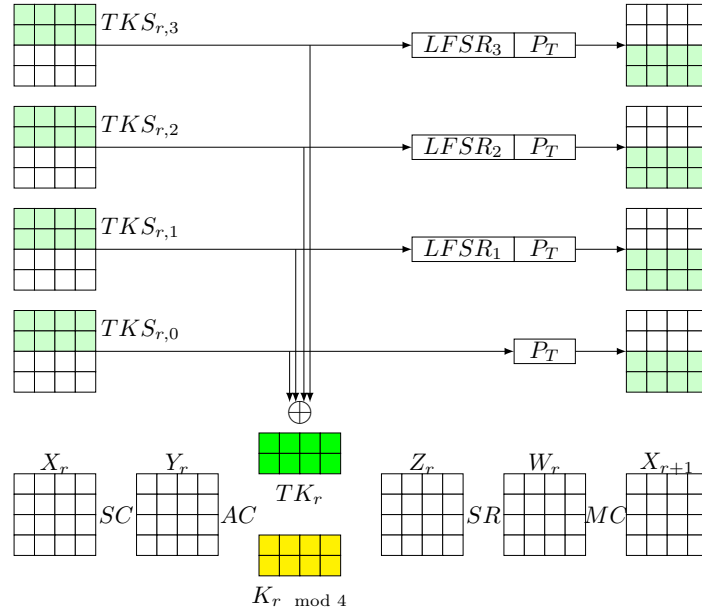 TKS_{r,3} LFSR_3 P_T
TKS_{r,2} LFSR_2 P_T
TKS_{r,1} LFSR_1 P_T
TKS_{r,0} P_T
X_r Y_r Z_r W_r X_{r+1}
TK_r
SC AC SR MC
K_{r mod 4}